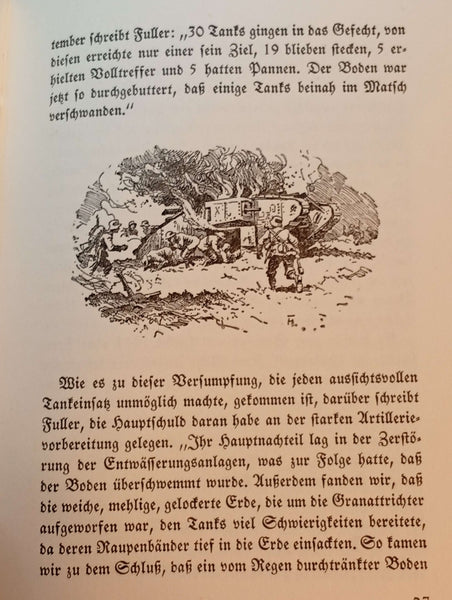 tember schreibt Fuller: „30 Tanks gingen in das Gefecht, von
diesen erreichte nur einer sein Ziel, 19 blieben stecken, 5 er-
hielten Volltreffer und 5 hatten Pannen. Der Boden war
jetzt so durchgebuttert, daß einige Tanks beinah im Matsch
verschwanden.“
Wie es zu dieser Versumpfung, die jeden aussichtsvollen
Tankeinsatz unmöglich machte, gekommen ist, darüber schreibt
Fuller, die Hauptschuld daran habe an der starken Artillerie-
vorbereitung gelegen. „Ihr Hauptnachteil lag in der Zerstö-
rung der Entwässerungsanlagen, was zur Folge hatte, daß
der Boden überschwemmt wurde. Außerdem fanden wir, daß
die weiche, mehlige, gelockerte Erde, die um die Granattrichter
aufgeworfen war, den Tanks viel Schwierigkeiten bereitete,
da deren Raupenbänder tief in die Erde einsackten. So kamen
wir zu dem Schluß, daß ein vom Regen durchtränkter Boden